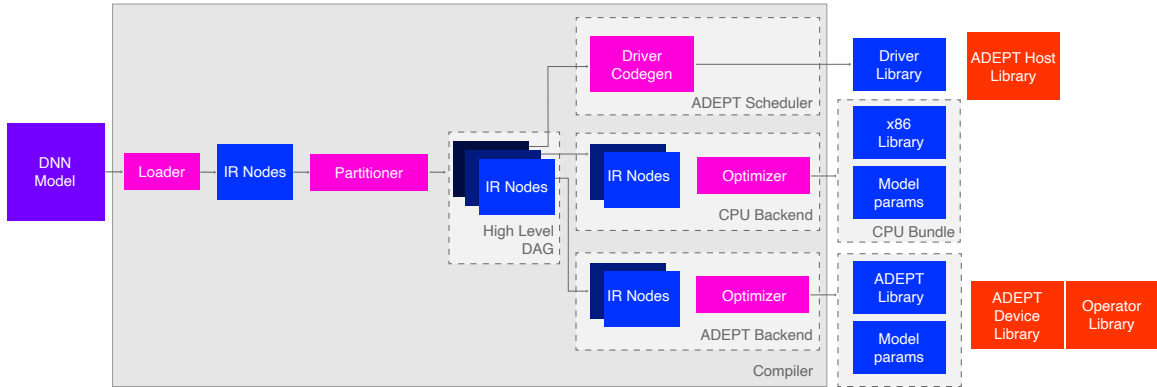 DNN
Model
Loader
IR Nodes
Partitioner
IR Nodes
High Level
DAG
Driver
Codegen
ADEPT Scheduler
IR Nodes
Optimizer
CPU Backend
IR Nodes
Optimizer
ADEPT Backend
Compiler
Driver
Library
ADEPT Host
Library
x86
Library
Model
params
CPU Bundle
ADEPT
Library
Model
params
ADEPT
Device
Library
Operator
Library